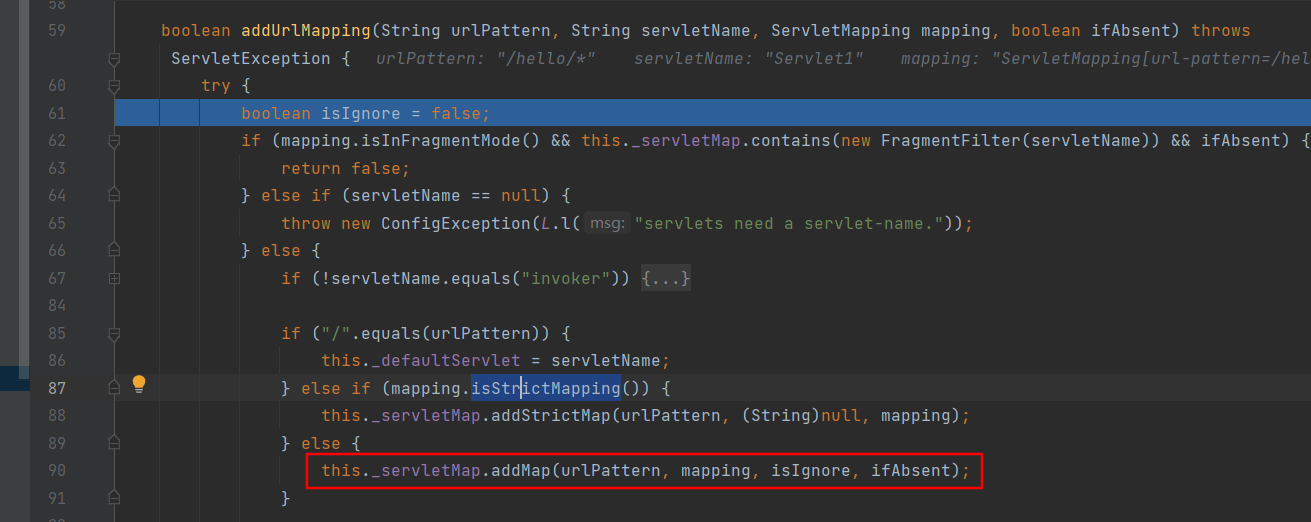 58
59 boolean addUrlMapping(String urlPattern, String servletName, ServletMapping mapping, boolean ifAbsent) throws
ServletException { urlPattern: "/hello/*" servletName: "Servlet1" mapping: "ServletMapping[url-pattern=/hel
60 try {
61 boolean isIgnore = false;
62 if (mapping.isInFragmentMode() && this._servletMap.contains(new FragmentFilter(servletName)) && ifAbsent) {
63 return false;
64 } else if (servletName == null) {
65 throw new ConfigException(L.l( msg: "servlets need a servlet-name."));
66 } else {
67 if (!servletName.equals("invoker")) {...}
84
85 if ("/".equals(urlPattern)) {
86 this._defaultServlet = servletName;
87 } else if (mapping.isStrictMapping()) {
88 this._servletMap.addStrictMap(urlPattern, (String)null, mapping);
89 } else {
90 this._servletMap.addMap(urlPattern, mapping, isIgnore, ifAbsent);
91 }